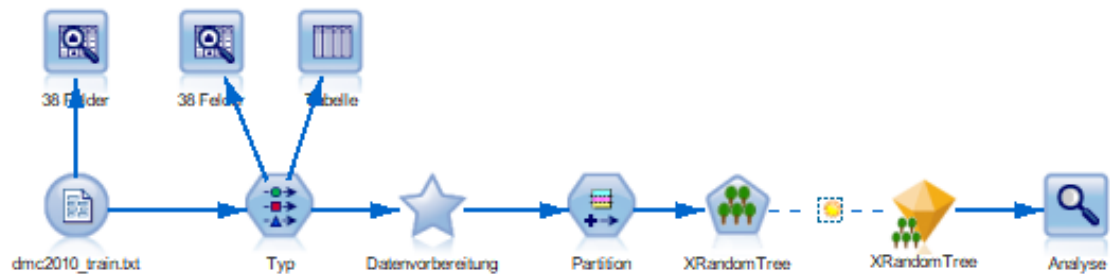 38 Felder
38 Felder
Tabelle
dmc2010_train.txt
Typ
Datenvorbereitung
Partition
XRandomTree
XRandomTree
Analyse